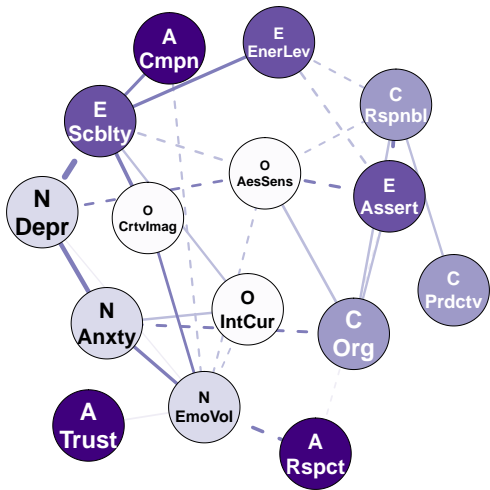 A
Cmpn
E
EnerLev
E
Scblty
C
Rspnbl
O
AesSens
E
Assert
N
Depr
O
CrtvImag
C
Prdctv
N
Anxty
O
IntCur
C
Org
N
EmoVol
A
Trust
A
Rspct